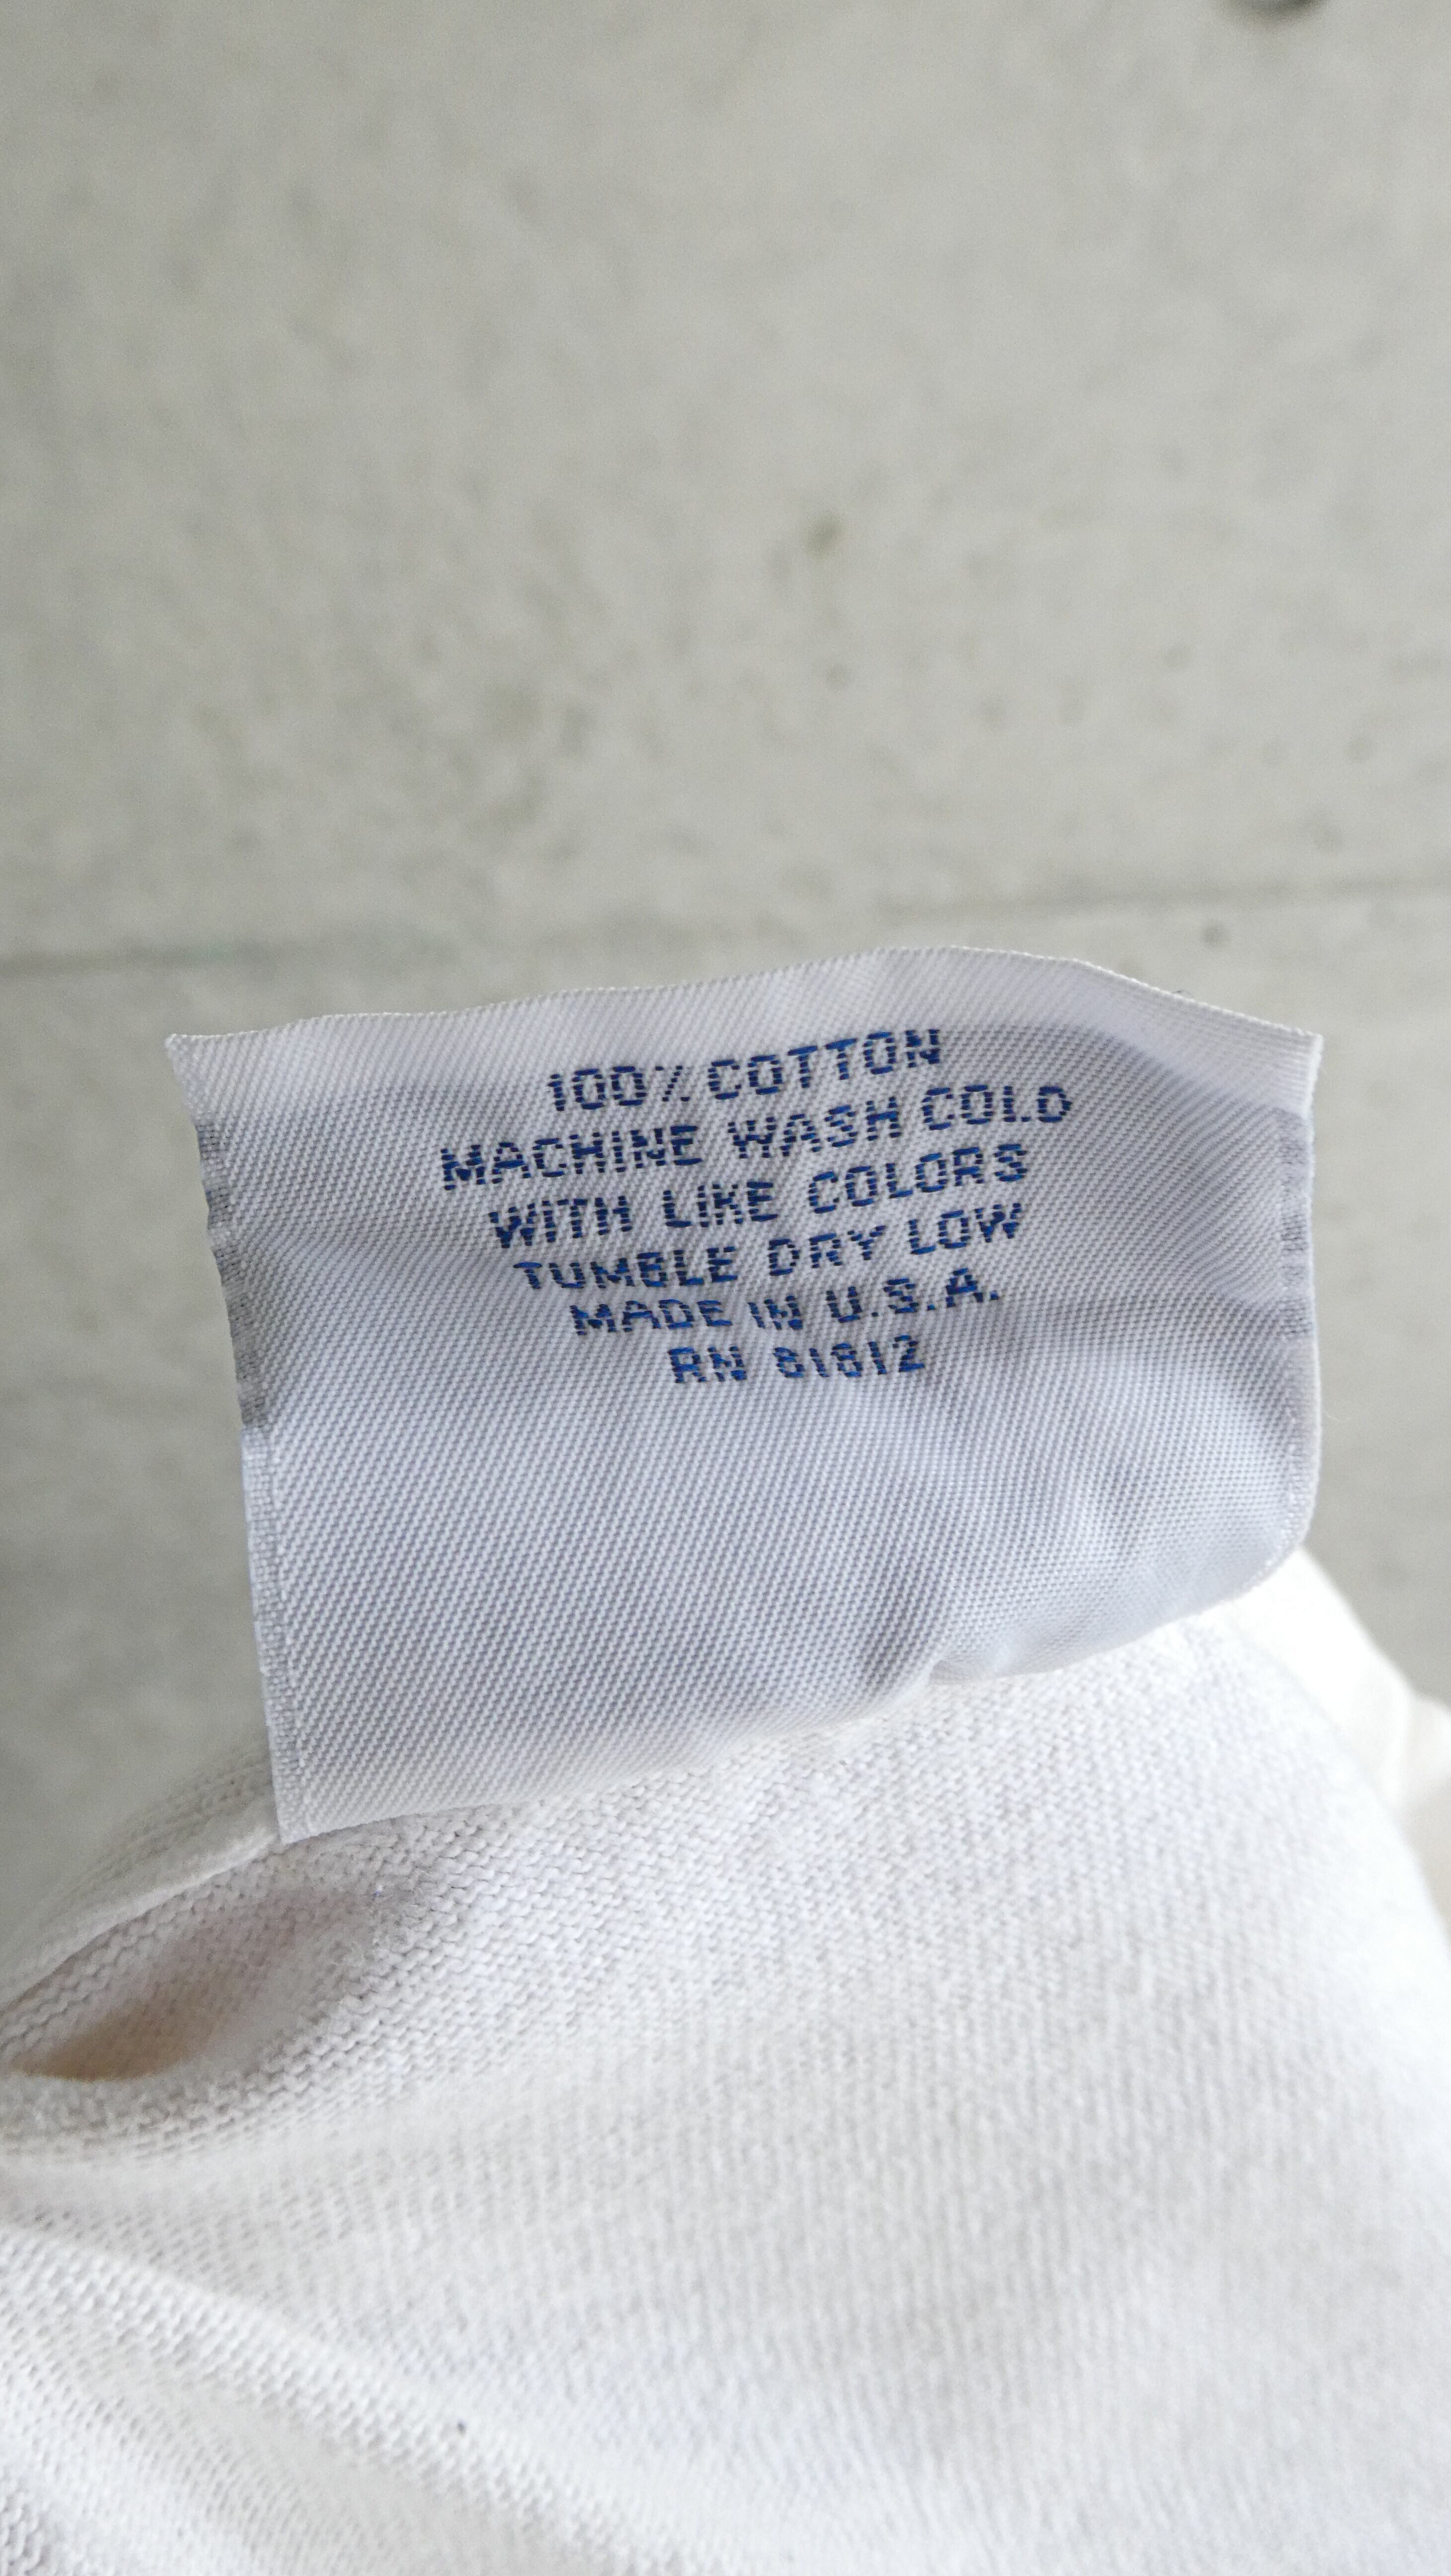 100% COTTON
MACHINE WASH COLD
WITH LIKE COLORS
TUMBLE DRY LOW
MADE IN U.S.A.
RN 81812